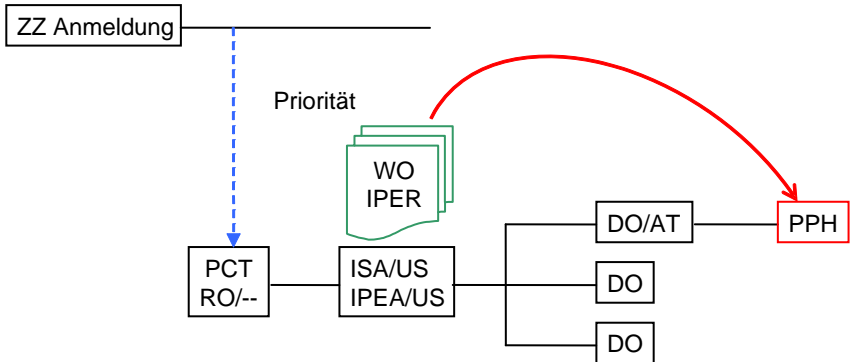 ZZ Anmeldung
Priorität
WO
IPER
DO/AT
PPH
PCT
RO/--
ISA/US
IPEA/US
DO
DO